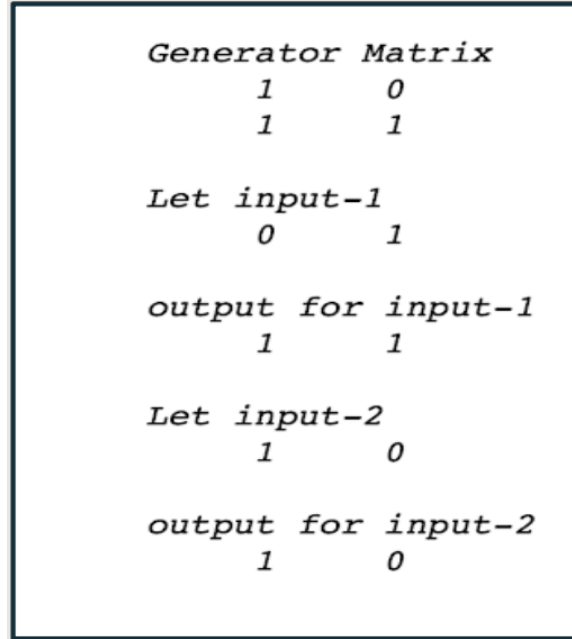 Generator Matrix
1 0
1 1
Let input-1
0 1
output for input-1
1 1
Let input-2
1 0
output for input-2
1 0